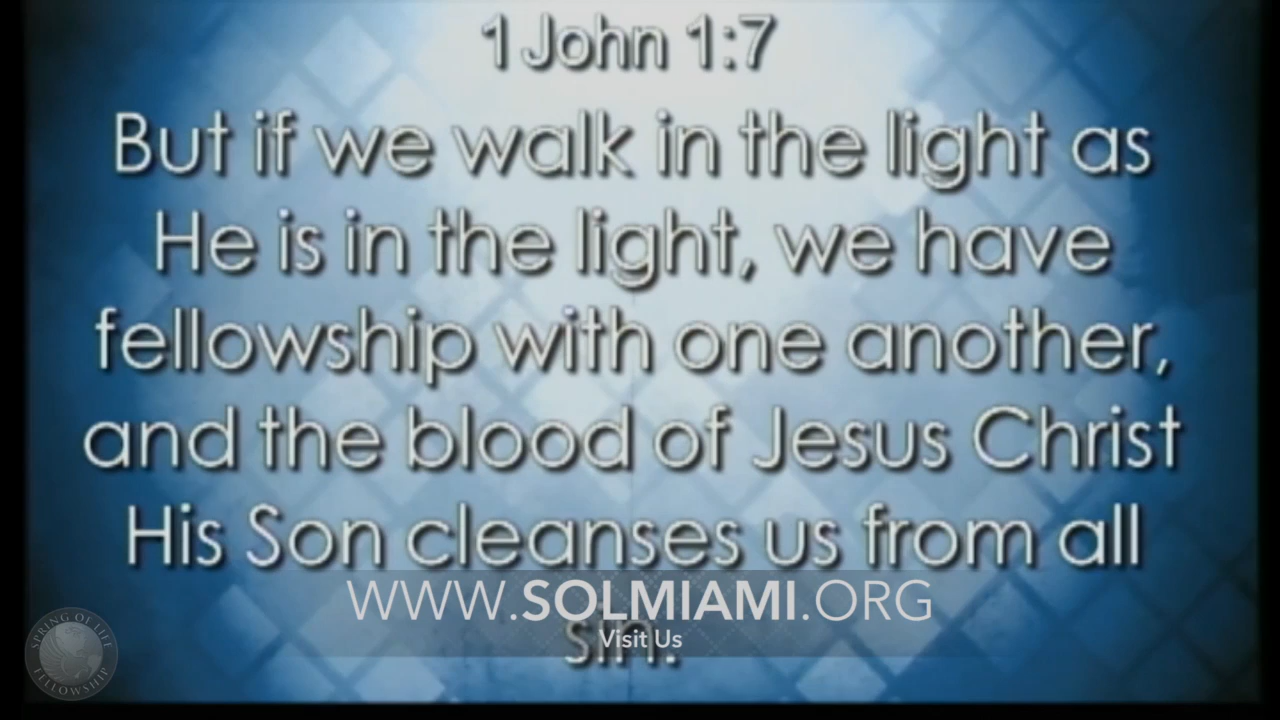 1 John 1:7
But if we walk in the light as
He is in the light, we have
fellowship with one another,
and the blood of Jesus Christ
His Son cleanses us from all
sin.
WWW.SOLMIAMI.ORG
Visit Us
SPRING OF LIFE
FELLOWSHIP